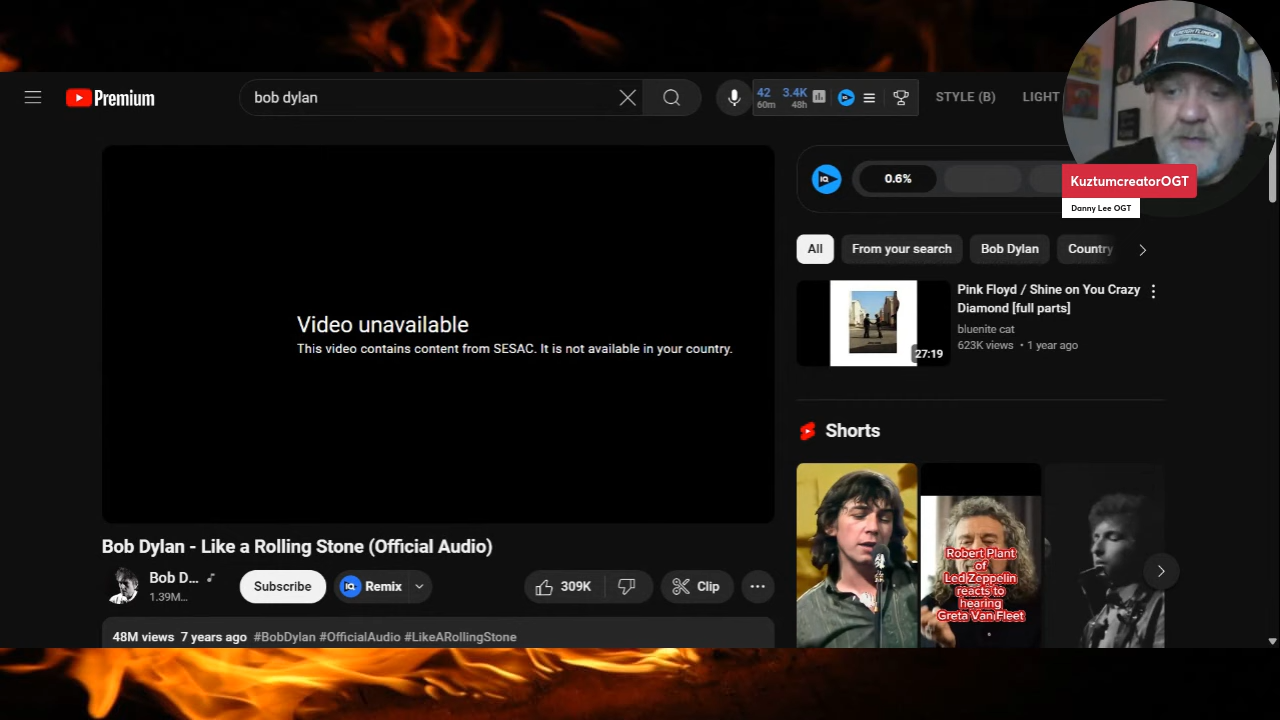 Premium
bob dylan
42 3.4K
60m 48h
STYLE (B)
LIGHT
KuztumcreatorOGT
Danny Lee OGT
iQ
0.6%
Video unavailable
This video contains content from SESAC. It is not available in your country.
All
From your search
Bob Dylan
Country
Pink Floyd / Shine on You Crazy
Diamond [full parts]
bluenite cat
623K views • 1 year ago
27:19
Shorts
Robert Plant
of
Led Zeppelin
reacts to
hearing
Greta Van Fleet
Bob Dylan - Like a Rolling Stone (Official Audio)
Bob D...
1.39M...
Subscribe
iQ
Remix
309K
Clip
48M views 7 years ago #BobDylan #OfficialAudio #LikeARollingStone